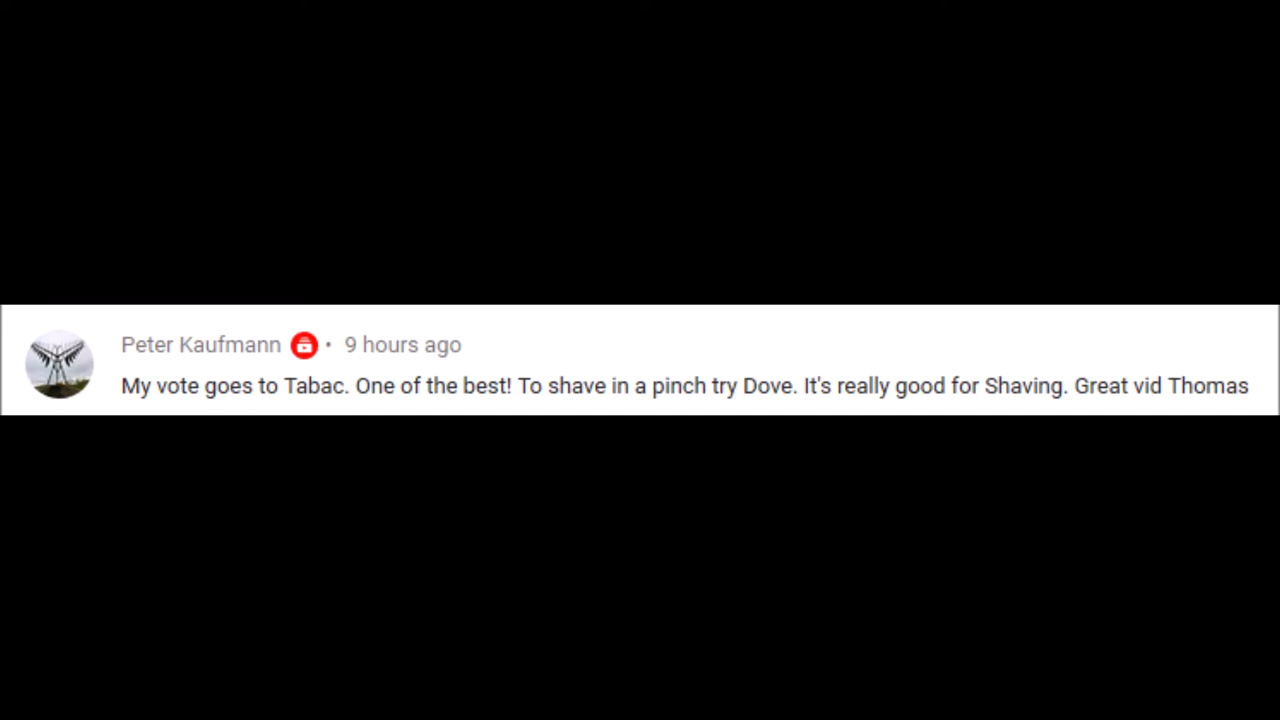 Peter Kaufmann • 9 hours ago
My vote goes to Tabac. One of the best! To shave in a pinch try Dove. It's really good for Shaving. Great vid Thomas